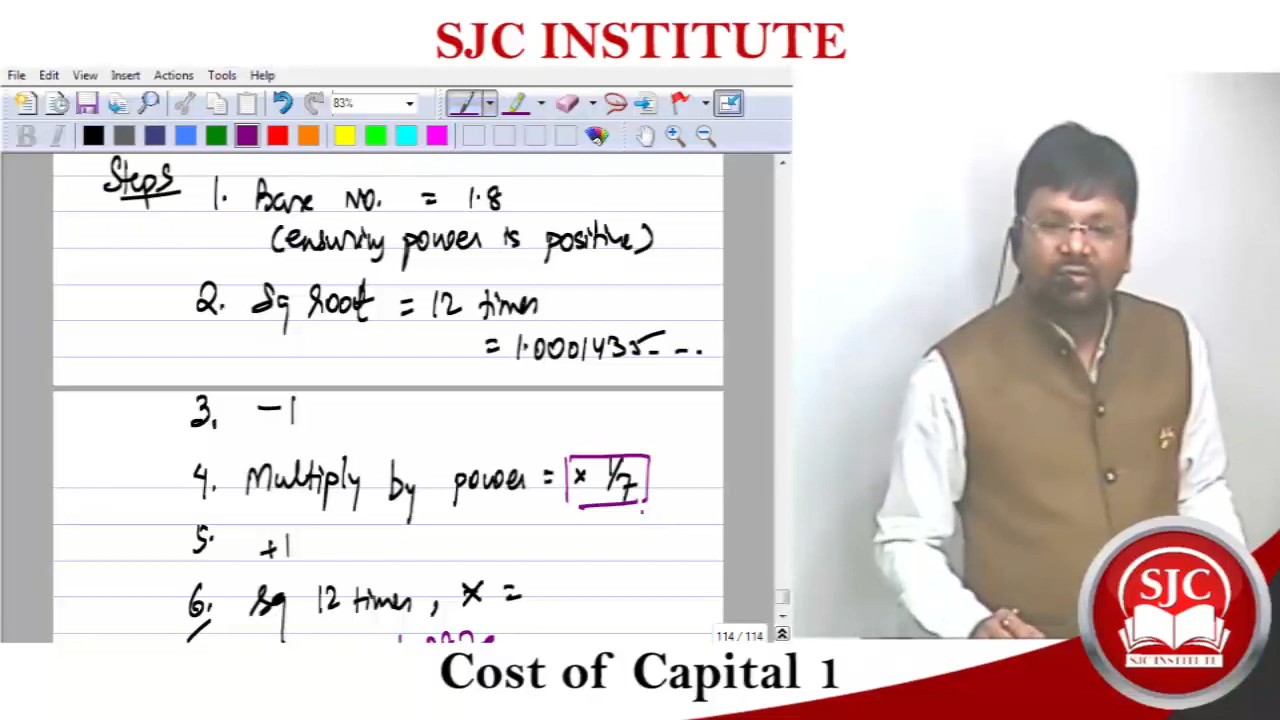 SJC INSTITUTE
File Edit View Insert Actions Tools Help
83%
B I
Steps
1. Base No. = 1.8
(ensuring power is positive)
2. Sq Root = 12 times
= 1.0001435- - .
3. -1
4. Multiply by power = × 1/7
5. +1
6. Sq 12 times, × =
114 / 114
SJC
SJC INSTITUTE
Cost of Capital 1